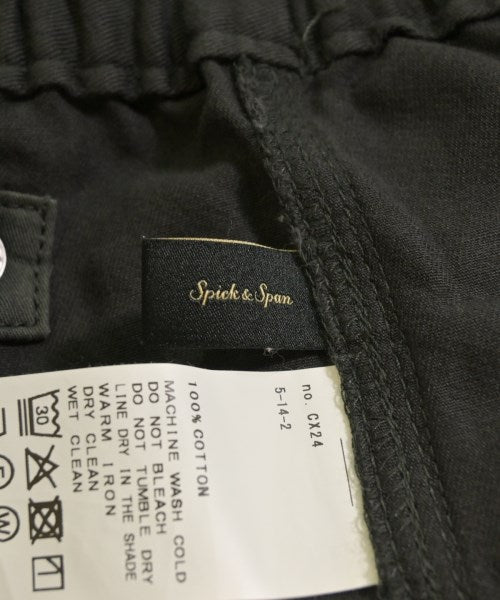 Spick & Span
no. CX24
5-14-2
100% COTTON
MACHINE WASH COLD
DO NOT BLEACH
DO NOT TUMBLE DRY
LINE DRY IN THE SHADE
WARM IRON
DRY CLEAN
WET CLEAN
30
P
W